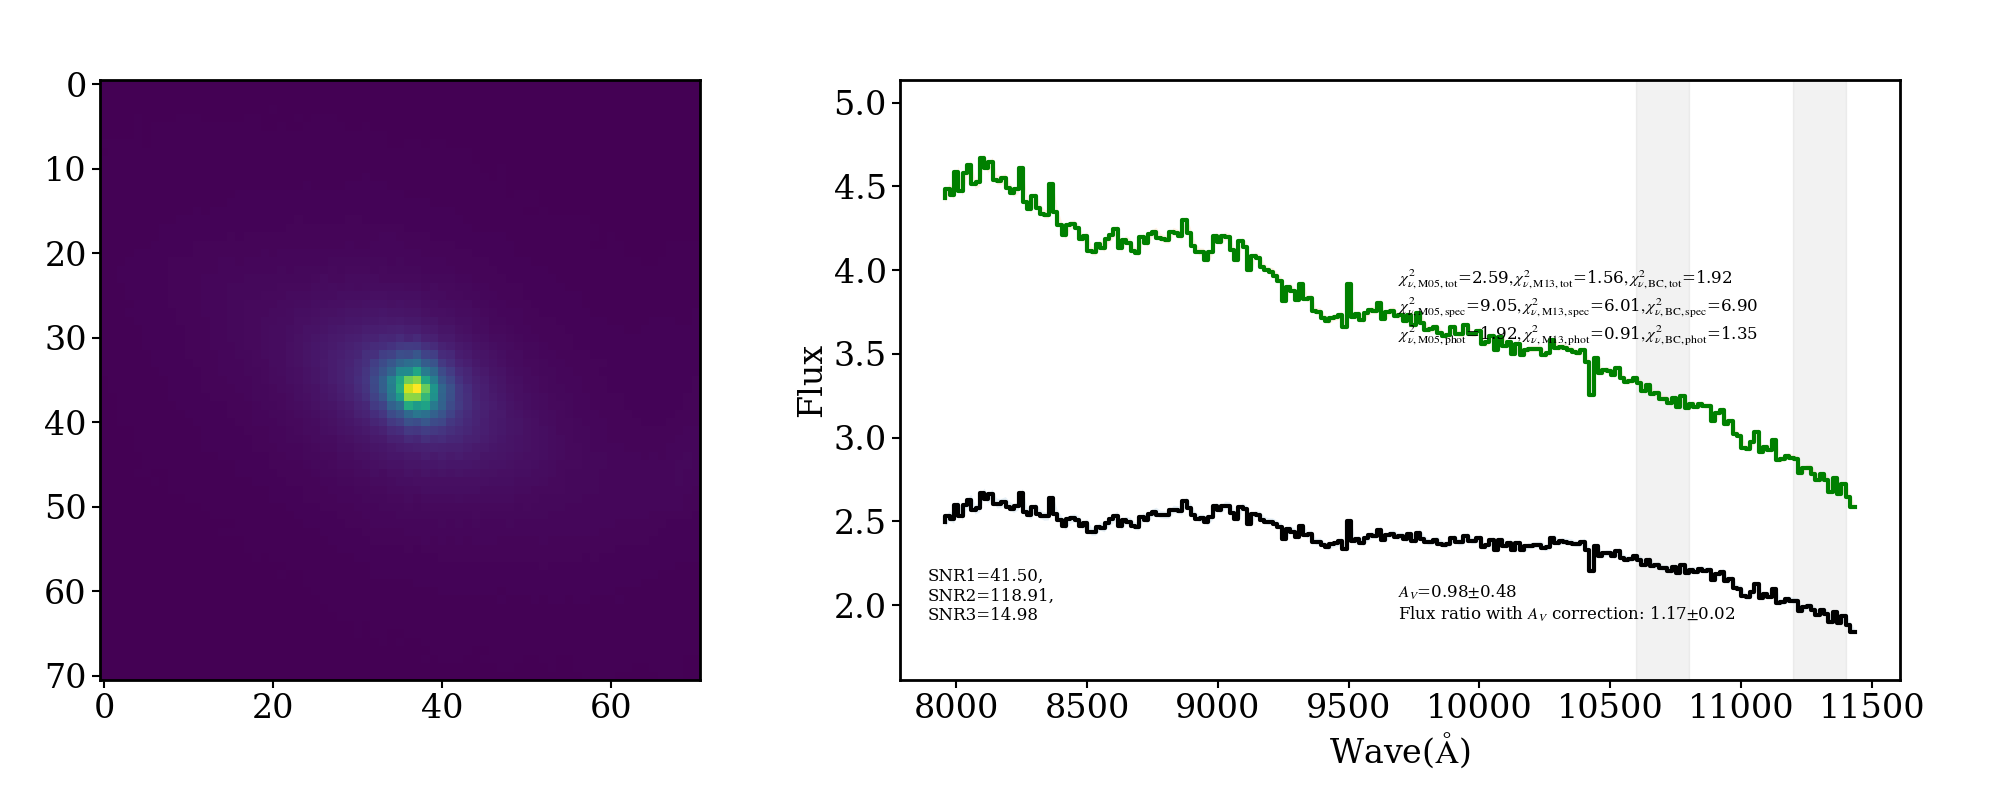 0
10
20
30
40
50
60
70
0 20 40 60
Flux
5.0
4.5
4.0
3.5
3.0
2.5
2.0
χ²ν,M05,tot=2.59,χ²ν,M13,tot=1.56,χ²ν,BC,tot=1.92
χ²ν,M05,spec=9.05,χ²ν,M13,spec=6.01,χ²ν,BC,spec=6.90
χ²ν,M05,phot=1.92,χ²ν,M13,phot=0.91,χ²ν,BC,phot=1.35
SNR1=41.50,
SNR2=118.91,
SNR3=14.98
AV=0.98±0.48
Flux ratio with AV correction: 1.17±0.02
8000 8500 9000 9500 10000 10500 11000 11500
Wave(Å)